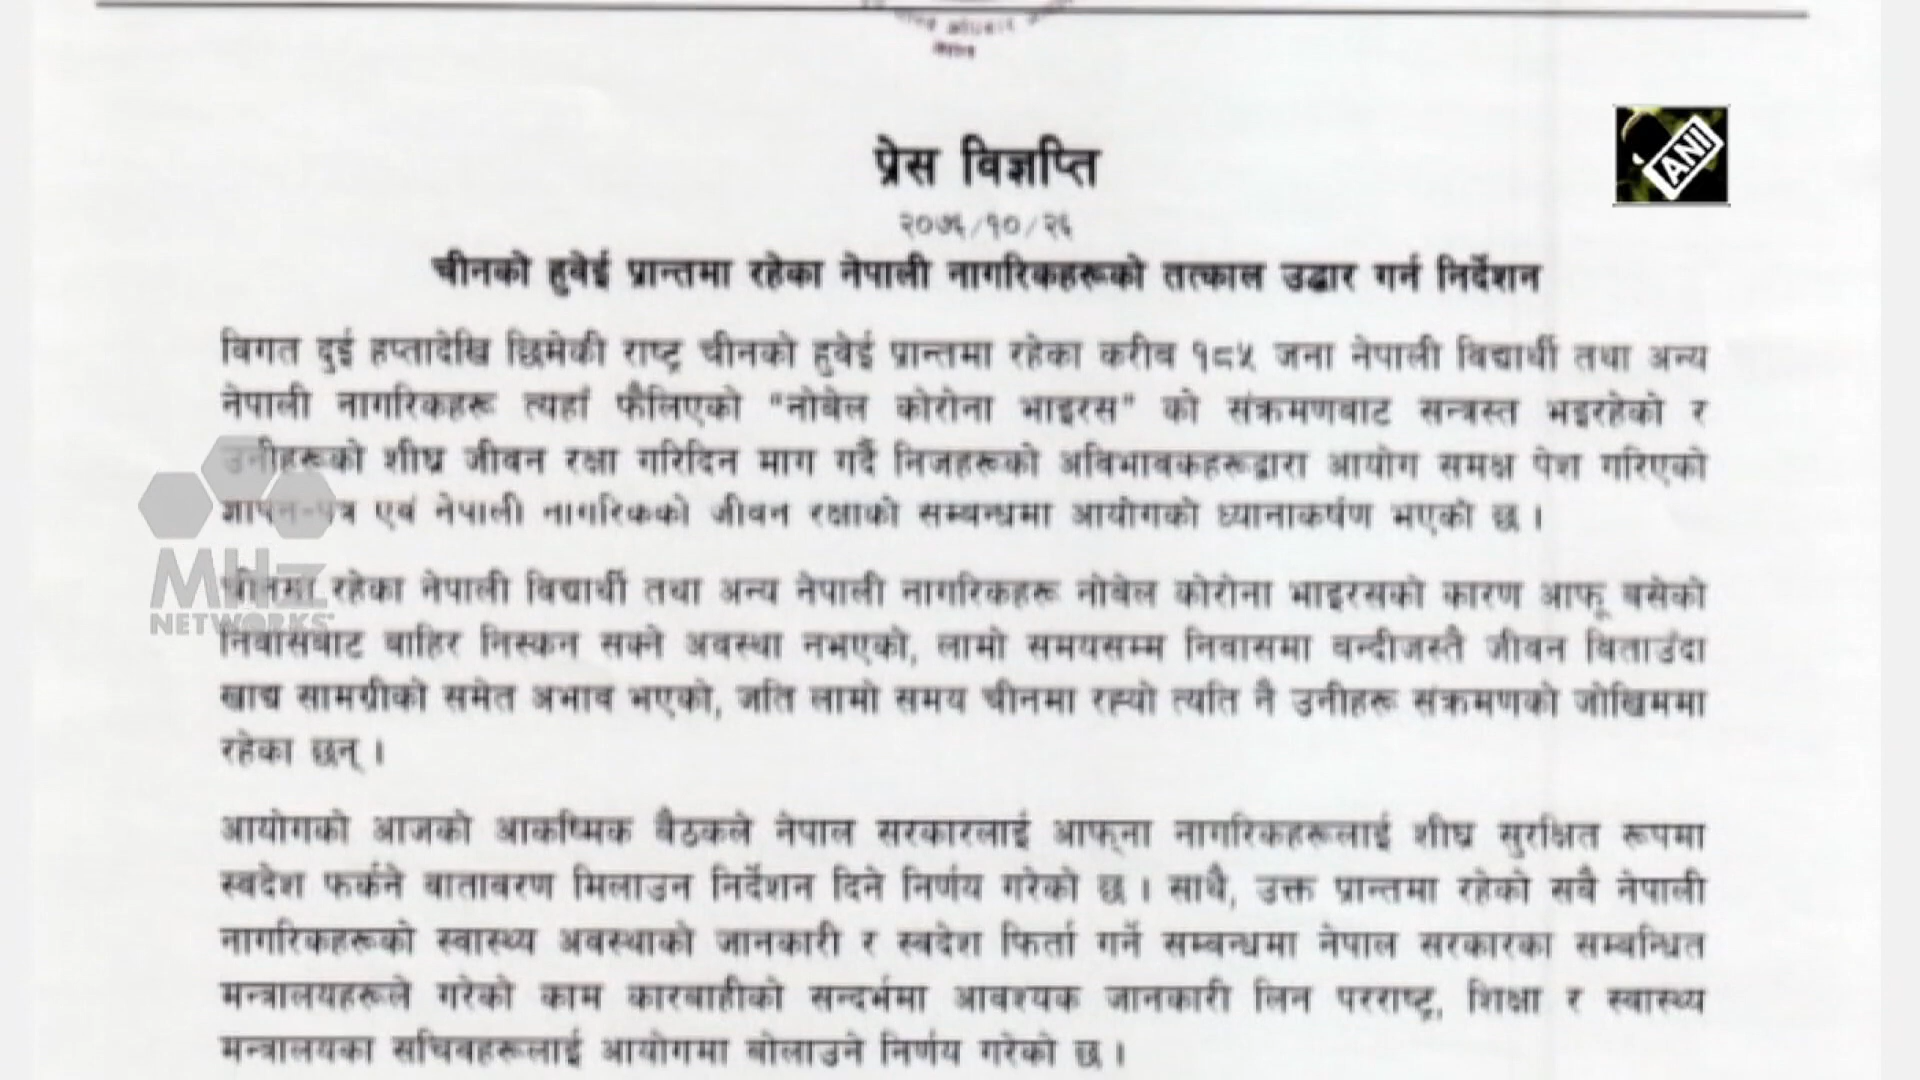 प्रेस विज्ञप्ति
ANI
२०७६/१०/२६
चीनको हुवेई प्रान्तमा रहेका नेपाली नागरिकहरूको तत्काल उद्धार गर्न निर्देशन
विगत दुई हप्तादेखि छिमेकी राष्ट्र चीनको हुवेई प्रान्तमा रहेका करीव १८५ जना नेपाली विद्यार्थी तथा अन्य
नेपाली नागरिकहरू त्यहाँ फैलिएको "नोबेल कोरोना भाइरस" को संक्रमणबाट सन्त्रस्त भइरहेको र
उनीहरूको शीघ्र जीवन रक्षा गरिदिन माग गर्दै निजहरूको अविभावकहरूद्वारा आयोग समक्ष पेश गरिएको
ज्ञापन-पत्र एवं नेपाली नागरिकको जीवन रक्षाको सम्बन्धमा आयोगको ध्यानाकर्षण भएको छ ।
चीनमा रहेका नेपाली विद्यार्थी तथा अन्य नेपाली नागरिकहरू नोबेल कोरोना भाइरसको कारण आफू बसेको
निवासबाट बाहिर निस्कन सक्ने अवस्था नभएको, लामो समयसम्म निवासमा वन्दीजस्तै जीवन विताउंदा
खाद्य सामग्रीको समेत अभाव भएको, जति लामो समय चीनमा रह्यो त्यति नै उनीहरू संक्रमणको जोखिममा
रहेका छन् ।
आयोगको आजको आकष्मिक बैठकले नेपाल सरकारलाई आफ्‌ना नागरिकहरूलाई शीघ्र सुरक्षित रूपमा
स्वदेश फर्कने वातावरण मिलाउन निर्देशन दिने निर्णय गरेको छ । साथै, उक्त प्रान्तमा रहेको सबै नेपाली
नागरिकहरूको स्वास्थ्य अवस्थाको जानकारी र स्वदेश फिर्ता गर्ने सम्बन्धमा नेपाल सरकारका सम्बन्धित
मन्त्रालयहरूले गरेको काम कारबाहीको सन्दर्भमा आवश्यक जानकारी लिन परराष्ट्र, शिक्षा र स्वास्थ्य
मन्त्रालयका सचिवहरूलाई आयोगमा बोलाउने निर्णय गरेको छ ।
MHz
NETWORKS